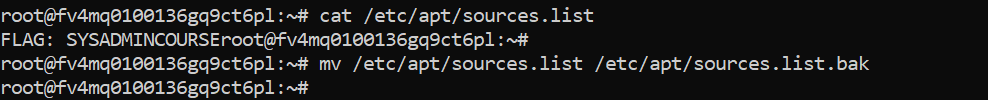 root@fv4mq0100136gq9ct6pl:~# cat /etc/apt/sources.list
FLAG: SYSADMINCOURSEroot@fv4mq0100136gq9ct6pl:~#
root@fv4mq0100136gq9ct6pl:~# mv /etc/apt/sources.list /etc/apt/sources.list.bak
root@fv4mq0100136gq9ct6pl:~#